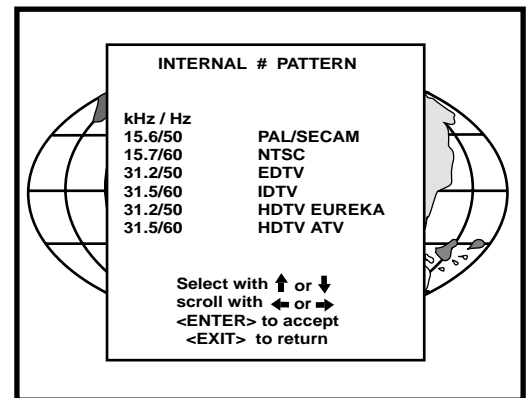 INTERNAL # PATTERN
kHz / Hz
15.6/50 PAL/SECAM
15.7/60 NTSC
31.2/50 EDTV
31.5/60 IDTV
31.2/50 HDTV EUREKA
31.5/60 HDTV ATV
Select with ↑ or ↓
scroll with ← or →
<ENTER> to accept
<EXIT> to return